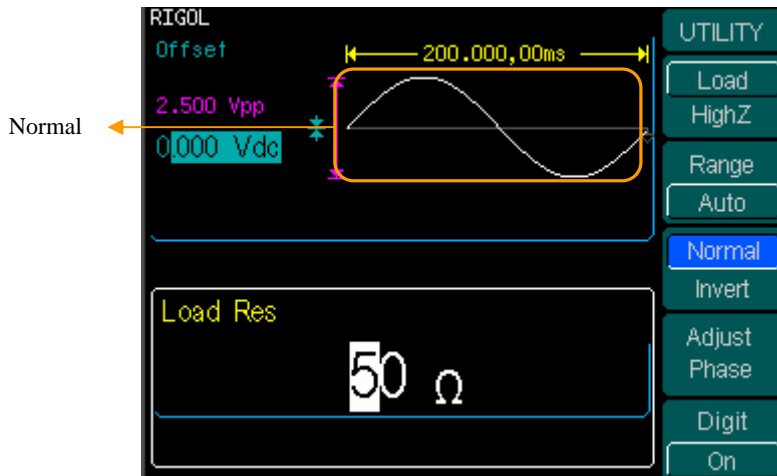 RIGOL
Offset
200.000,00ms
2.500 Vpp
0.000 Vdc
Normal
Load Res
50 Ω
UTILITY
Load
HighZ
Range
Auto
Normal
Invert
Adjust
Phase
Digit
On